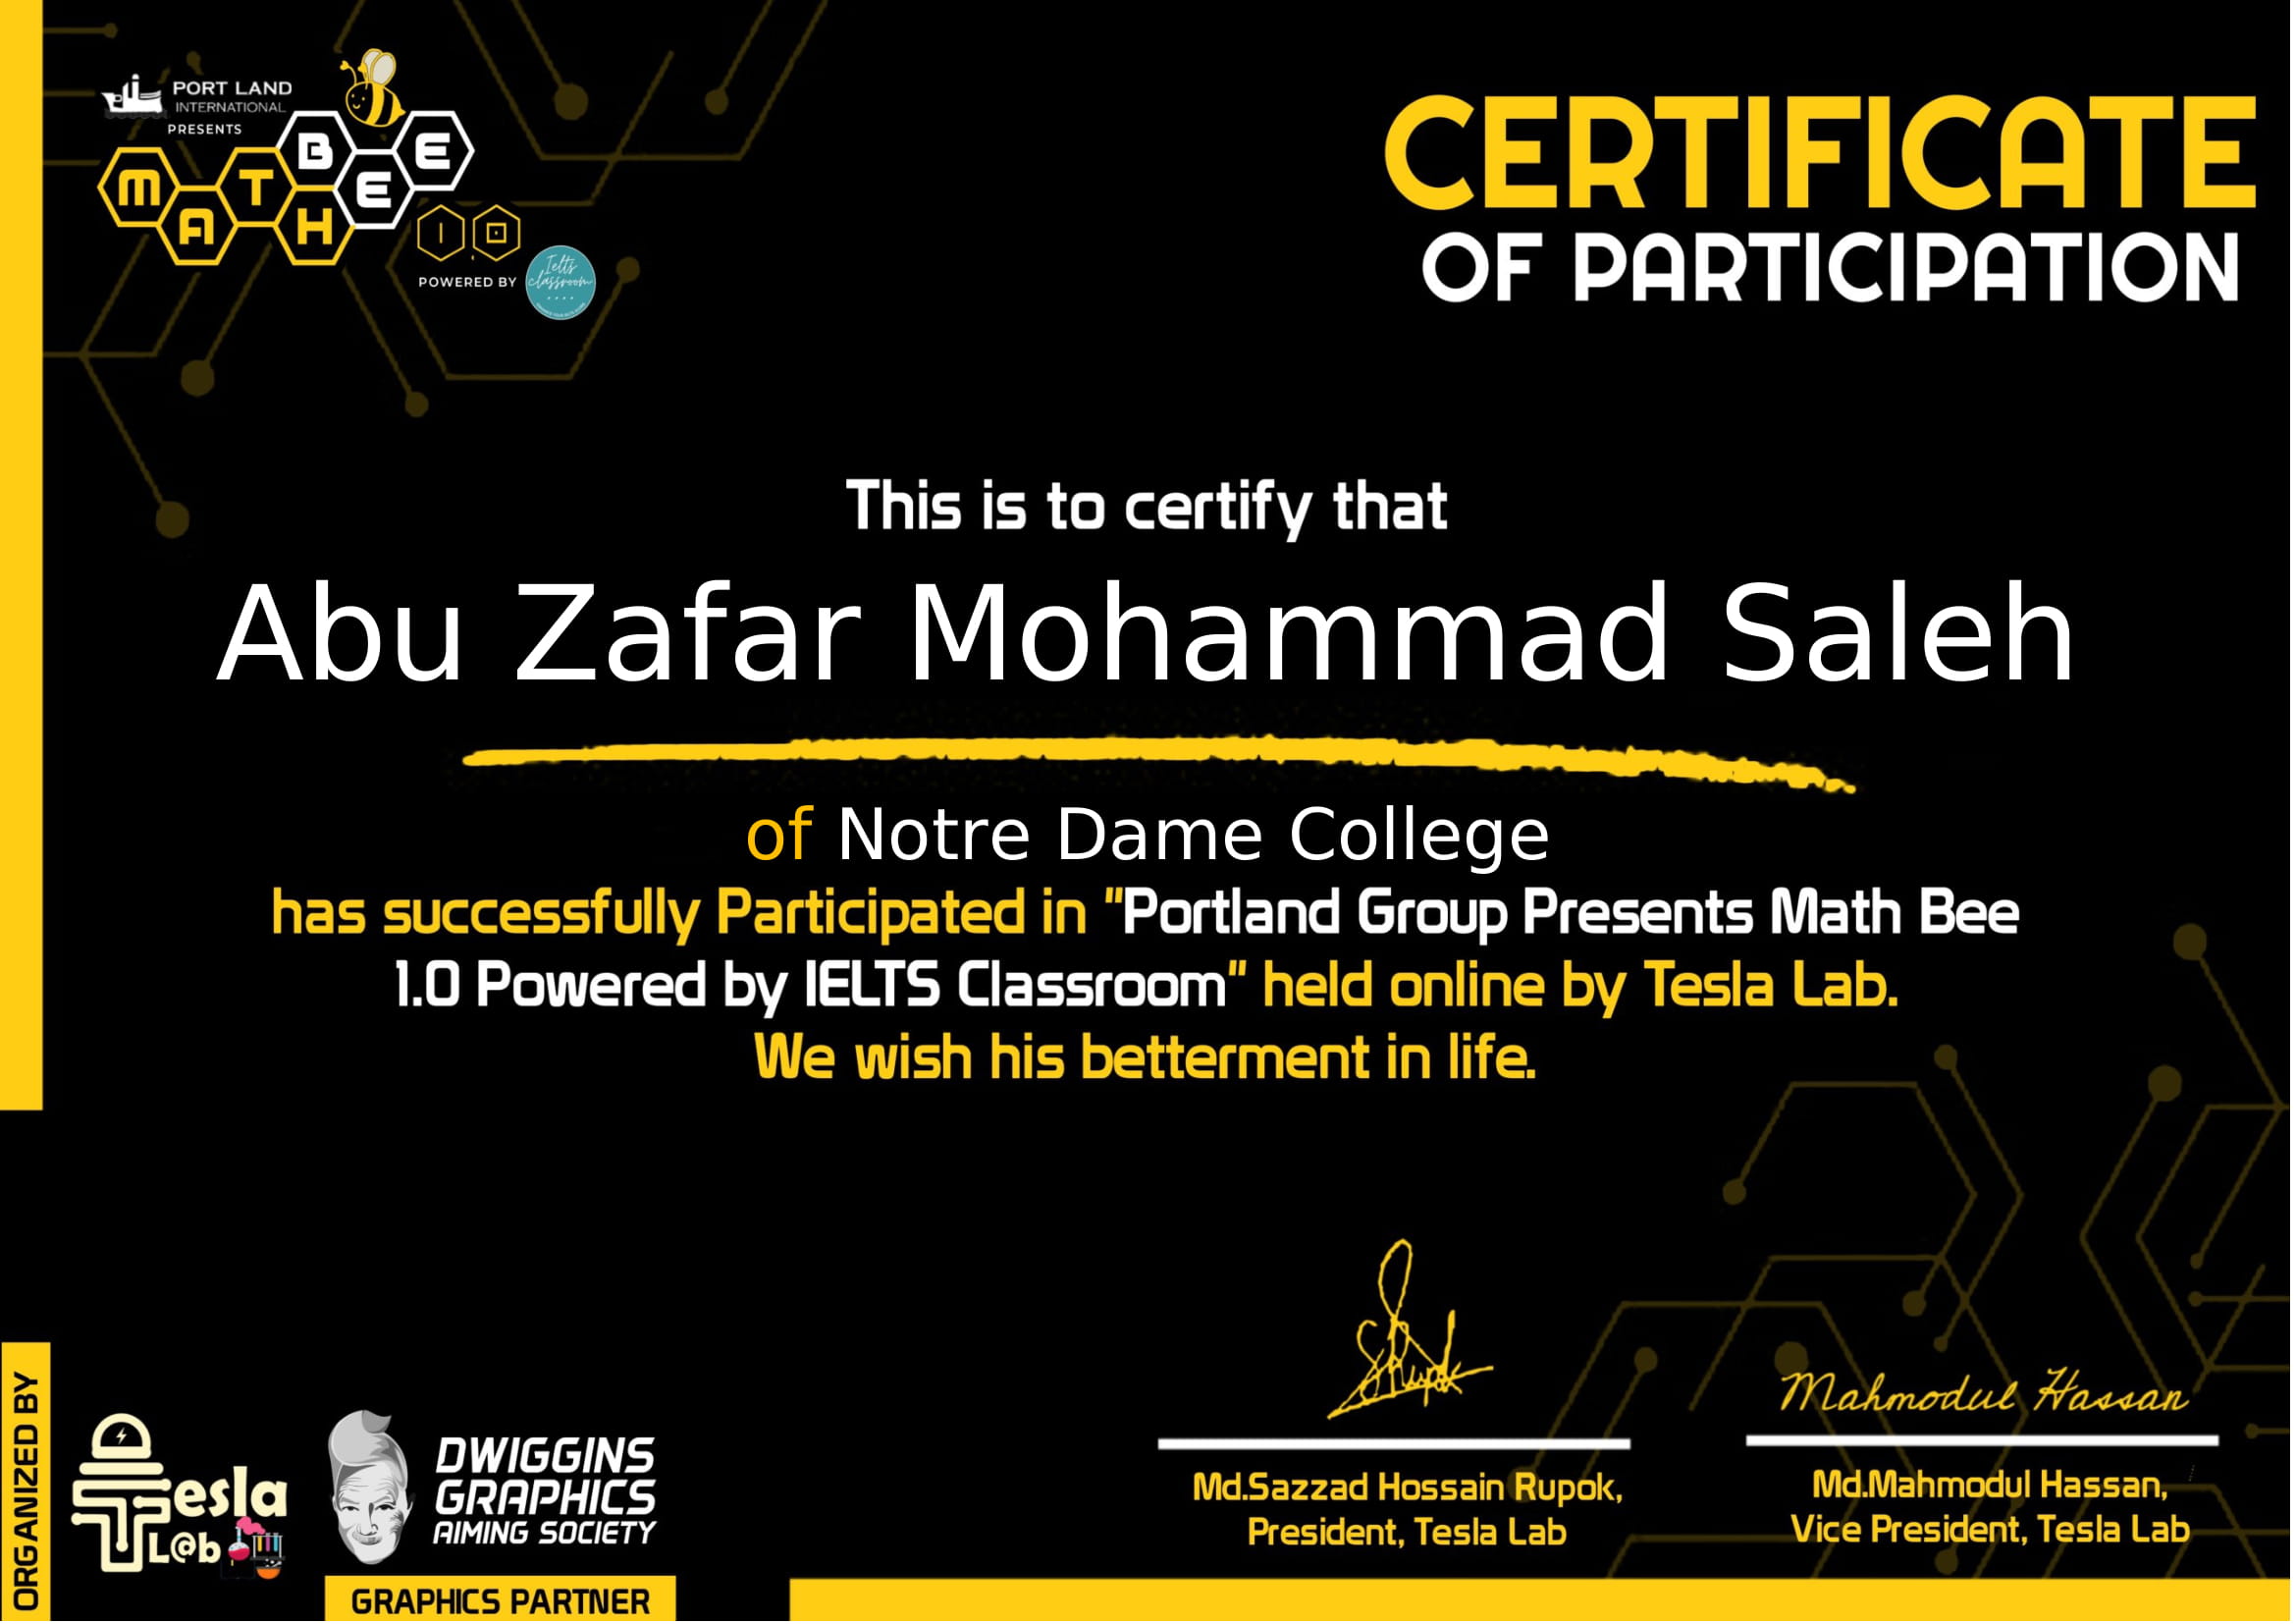 PORT LAND
INTERNATIONAL
PRESENTS
MATH BEE
1.0
POWERED BY
Ielts
classroom
CERTIFICATE
OF PARTICIPATION
This is to certify that
Abu Zafar Mohammad Saleh
of Notre Dame College
has successfully Participated in "Portland Group Presents Math Bee
1.0 Powered by IELTS Classroom" held online by Tesla Lab.
We wish his betterment in life.
ORGANIZED BY
Tesla
L@b
DWIGGINS
GRAPHICS
AIMING SOCIETY
GRAPHICS PARTNER
SRupok
Md.Sazzad Hossain Rupok,
President, Tesla Lab
Mahmodul Hassan
Md.Mahmodul Hassan,
Vice President, Tesla Lab